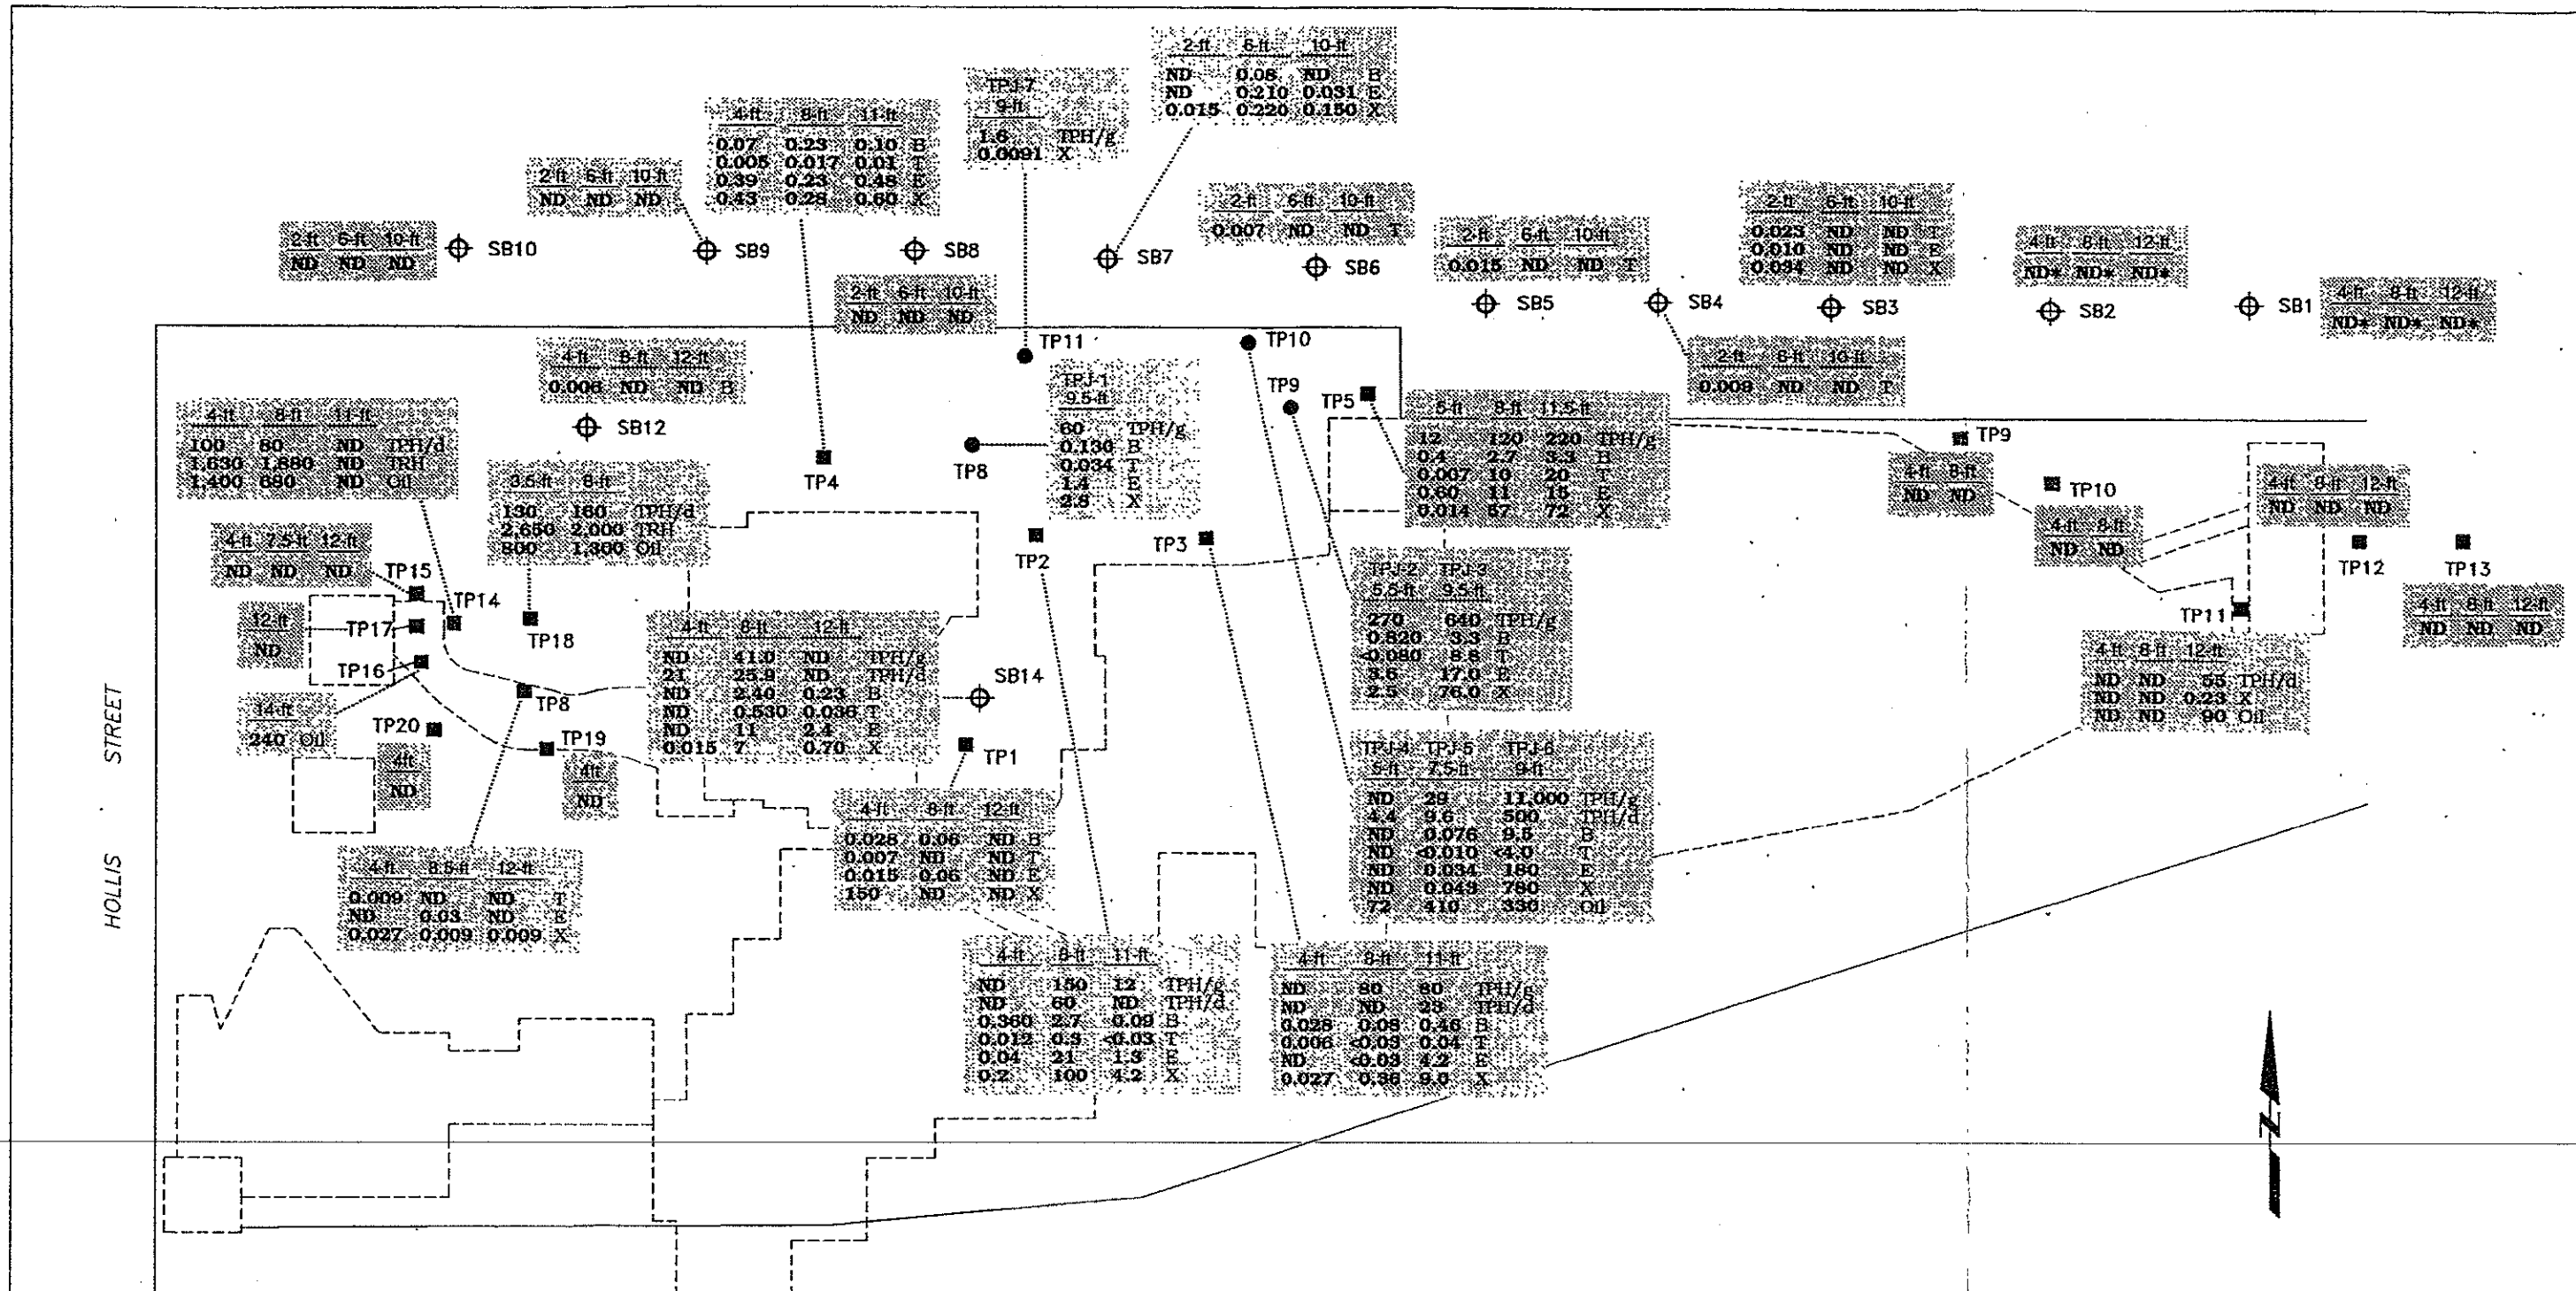 2-ft 6-ft 10-ft
ND 0.08 ND B
ND 0.210 0.031 E
0.015 0.220 0.150 X
TPJ-7
9-ft
1.6 TPH/g
0.0091 X
4-ft 8-ft 11-ft
0.07 0.23 0.10 B
0.005 0.017 0.01 T
0.39 0.23 0.48 E
0.43 0.28 0.60 X
2-ft 6-ft 10-ft
ND ND ND
2-ft 6-ft 10-ft
ND ND ND
SB10
SB9
SB8
SB7
2-ft 6-ft 10-ft
0.007 ND ND T
SB6
2-ft 6-ft 10-ft
0.015 ND ND T
SB5
SB4
2-ft 6-ft 10-ft
0.023 ND ND T
0.010 ND ND E
0.034 ND ND X
SB3
4-ft 8-ft 12-ft
ND* ND* ND*
SB2
SB1
4-ft 8-ft 12-ft
ND* ND* ND*
2-ft 6-ft 10-ft
ND ND ND
2-ft 6-ft 10-ft
0.009 ND ND T
4-ft 8-ft 12-ft
0.006 ND ND B
SB12
TP11
TP10
TP9
TP5
TPJ-1
9.5-ft
60 TPH/g
0.130 B
0.034 T
1.4 E
2.8 X
TP8
TP4
4-ft 8-ft 11-ft
100 80 ND TPH/d
1,630 1,880 ND TRH
1,400 680 ND Oil
3.5-ft 8-ft
130 160 TPH/d
2,650 2,000 TRH
800 1,300 Oil
5-ft 8-ft 11.5-ft
12 120 220 TPH/g
0.4 2.7 3.3 B
0.007 10 20 T
0.60 11 15 E
0.014 57 72 X
TP9
4-ft 8-ft
ND ND
TP10
4-ft 8-ft
ND ND
4-ft 8-ft 12-ft
ND ND ND
TP12
TP13
4-ft 8-ft 12-ft
ND ND ND
TP11
4-ft 8-ft 12-ft
ND ND 55 TPH/d
ND ND 0.23 X
ND ND 90 Oil
4-ft 7.5-ft 12-ft
ND ND ND
TP15
TP14
12-ft
ND
TP17
TP16
TP18
14-ft
240 Oil
TP20
4ft
ND
TP8
TP19
4ft
ND
TP2
TP3
4-ft 8-ft 12-ft
ND 41.0 ND TPH/g
21 25.9 ND TPH/d
ND 2.40 0.23 B
ND 0.530 0.036 T
ND 11 2.4 E
0.015 7 0.70 X
SB14
TP1
TPJ-2 TPJ-3
5.5-ft 9.5-ft
270 640 TPH/g
0.820 3.3 B
<0.080 8.8 T
3.6 17.0 E
2.5 76.0 X
TPJ-4 TPJ-5 TPJ-6
5-ft 7.5-ft 9-ft
ND 29 11,000 TPH/g
4.4 9.6 500 TPH/d
ND 0.076 9.5 B
ND <0.010 <4.0 T
ND 0.034 180 E
ND 0.043 780 X
72 410 330 Oil
4-ft 8-ft 12-ft
0.028 0.06 ND B
0.007 ND ND T
0.015 0.06 ND E
150 ND ND X
4-ft 8.5-ft 12-ft
0.009 ND ND T
ND 0.03 ND E
0.027 0.009 0.009 X
4-ft 8-ft 11-ft
ND 150 12 TPH/g
ND 60 ND TPH/d
0.360 2.7 0.09 B
0.012 0.3 <0.03 T
0.04 21 1.3 E
0.2 100 4.2 X
4-ft 8-ft 11-ft
ND 80 80 TPH/g
ND ND 23 TPH/d
0.028 0.08 0.46 B
0.006 <0.03 0.04 T
ND <0.03 4.2 E
0.027 0.36 9.0 X
HOLLIS STREET
N